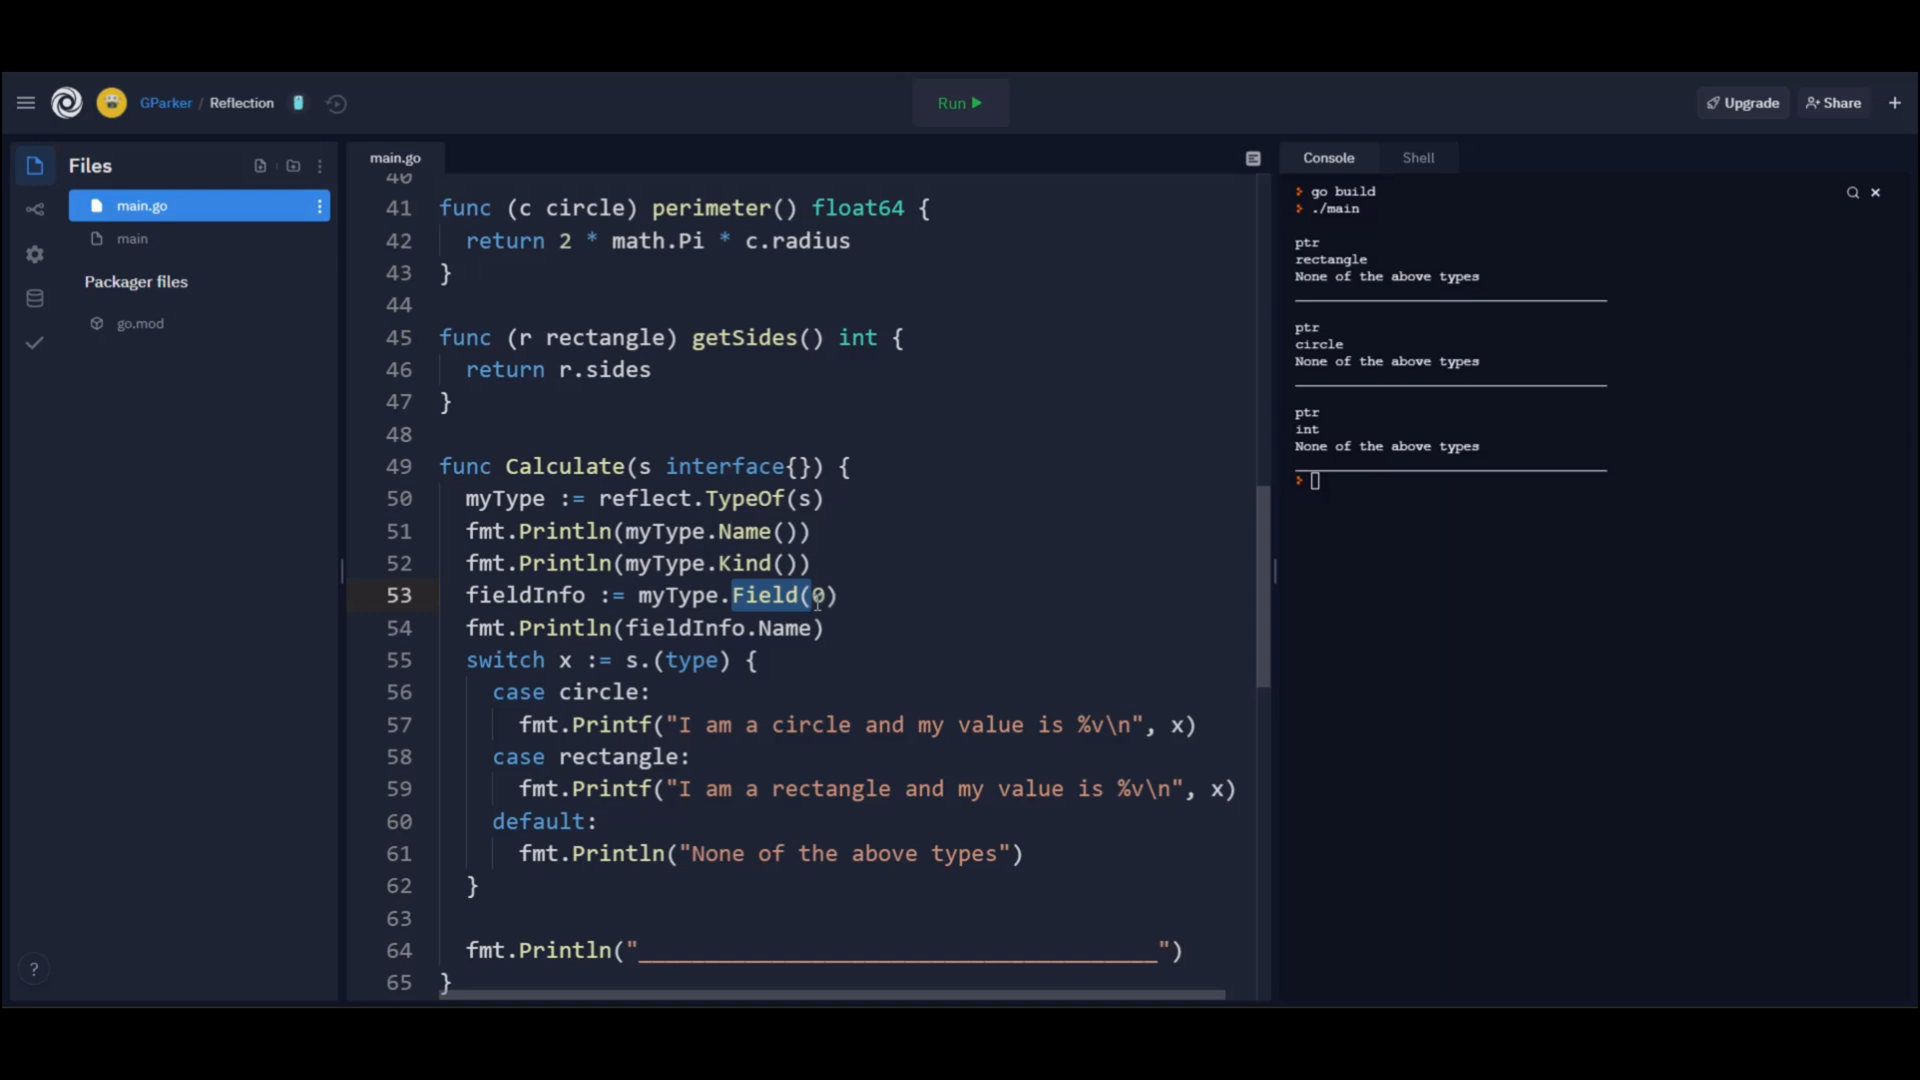 GParker / Reflection
Run
Upgrade
Share
Files
main.go
main
Packager files
go.mod
?
main.go
40
41 func (c circle) perimeter() float64 {
42 return 2 * math.Pi * c.radius
43 }
44
45 func (r rectangle) getSides() int {
46 return r.sides
47 }
48
49 func Calculate(s interface{}) {
50 myType := reflect.TypeOf(s)
51 fmt.Println(myType.Name())
52 fmt.Println(myType.Kind())
53 fieldInfo := myType.Field(0)
54 fmt.Println(fieldInfo.Name)
55 switch x := s.(type) {
56 case circle:
57 fmt.Printf("I am a circle and my value is %v\n", x)
58 case rectangle:
59 fmt.Printf("I am a rectangle and my value is %v\n", x)
60 default:
61 fmt.Println("None of the above types")
62 }
63
64 fmt.Println("_______________________________________")
65 }
Console
Shell
go build
./main
ptr
rectangle
None of the above types
_______________________________________
ptr
circle
None of the above types
_______________________________________
ptr
int
None of the above types
_______________________________________